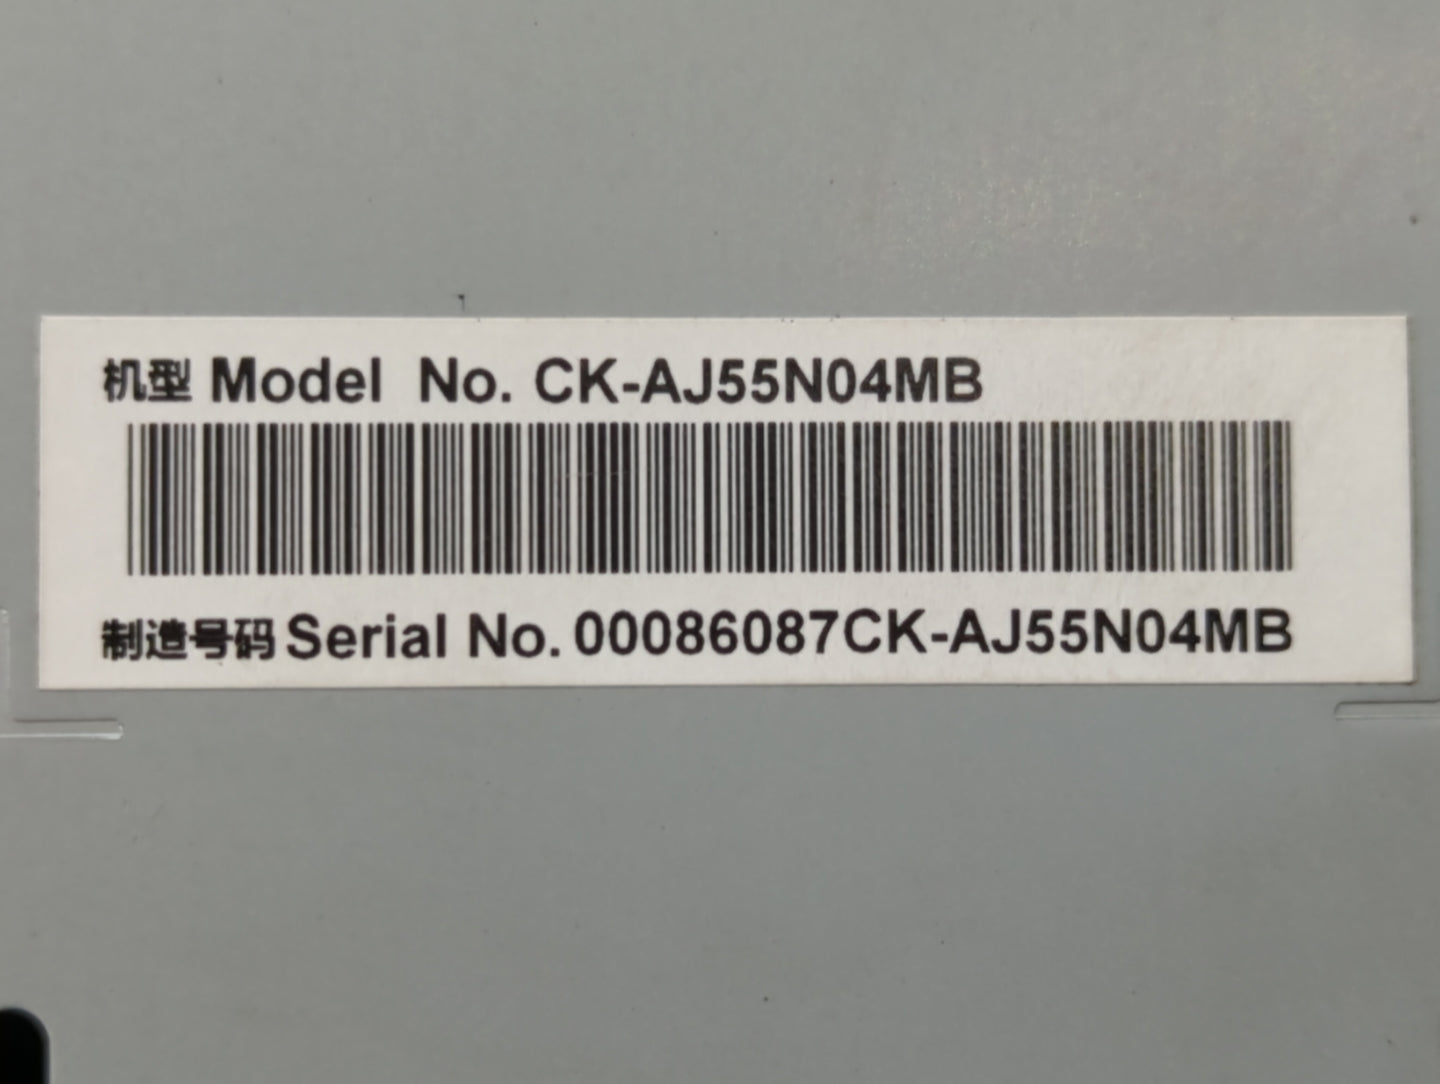 机型 Model No. CK-AJ55N04MB
制造号码 Serial No. 00086087CK-AJ55N04MB